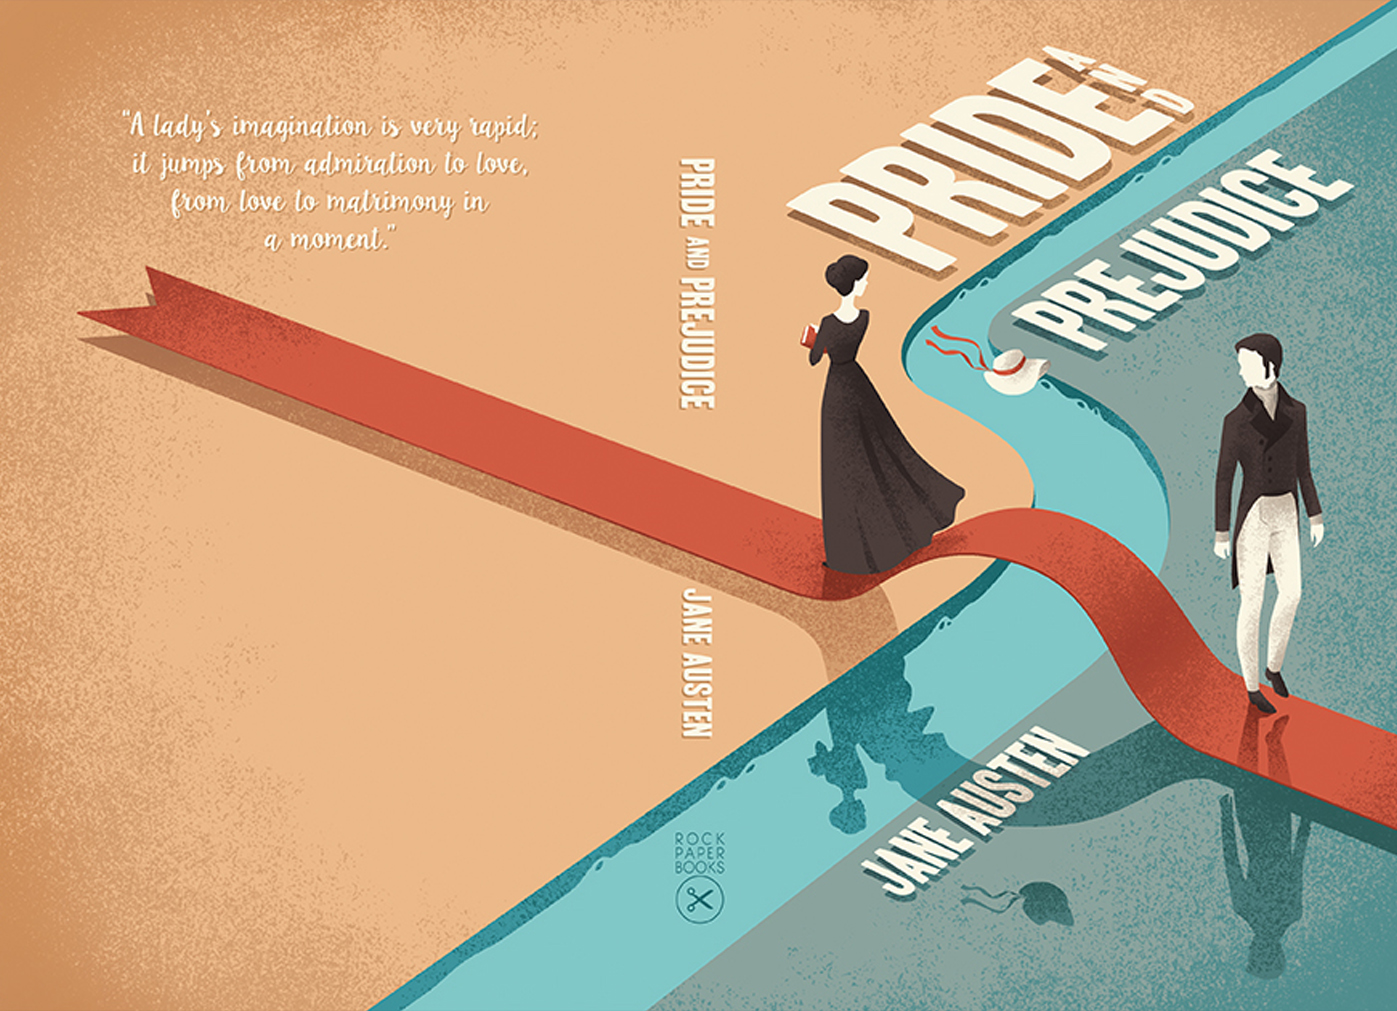 "A lady's imagination is very rapid;
it jumps from admiration to love,
from love to matrimony in
a moment."
PRIDE AND PREJUDICE
JANE AUSTEN
ROCK
PAPER
BOOKS
PRIDE AND
PREJUDICE
JANE AUSTEN